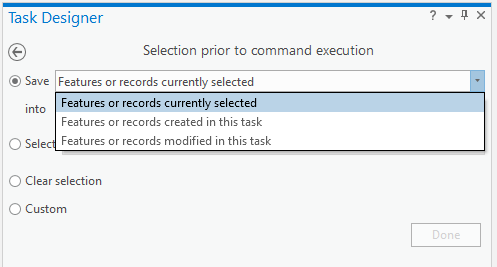 Task Designer
?
Selection prior to command execution
Save Features or records currently selected
into
Features or records currently selected
Features or records created in this task
Features or records modified in this task
Select
Clear selection
Custom
Done